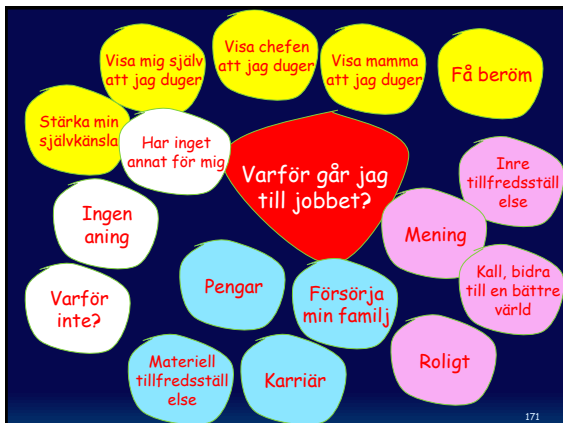 Visa mig själv
att jag duger
Visa chefen
att jag duger
Visa mamma
att jag duger
Få beröm
Stärka min
självkänsla
Har inget
annat för mig
Varför går jag
till jobbet?
Inre
tillfredsställ
else
Ingen
aning
Mening
Kall, bidra
till en bättre
värld
Varför
inte?
Pengar
Försörja
min familj
Roligt
Materiell
tillfredsställ
else
Karriär
171